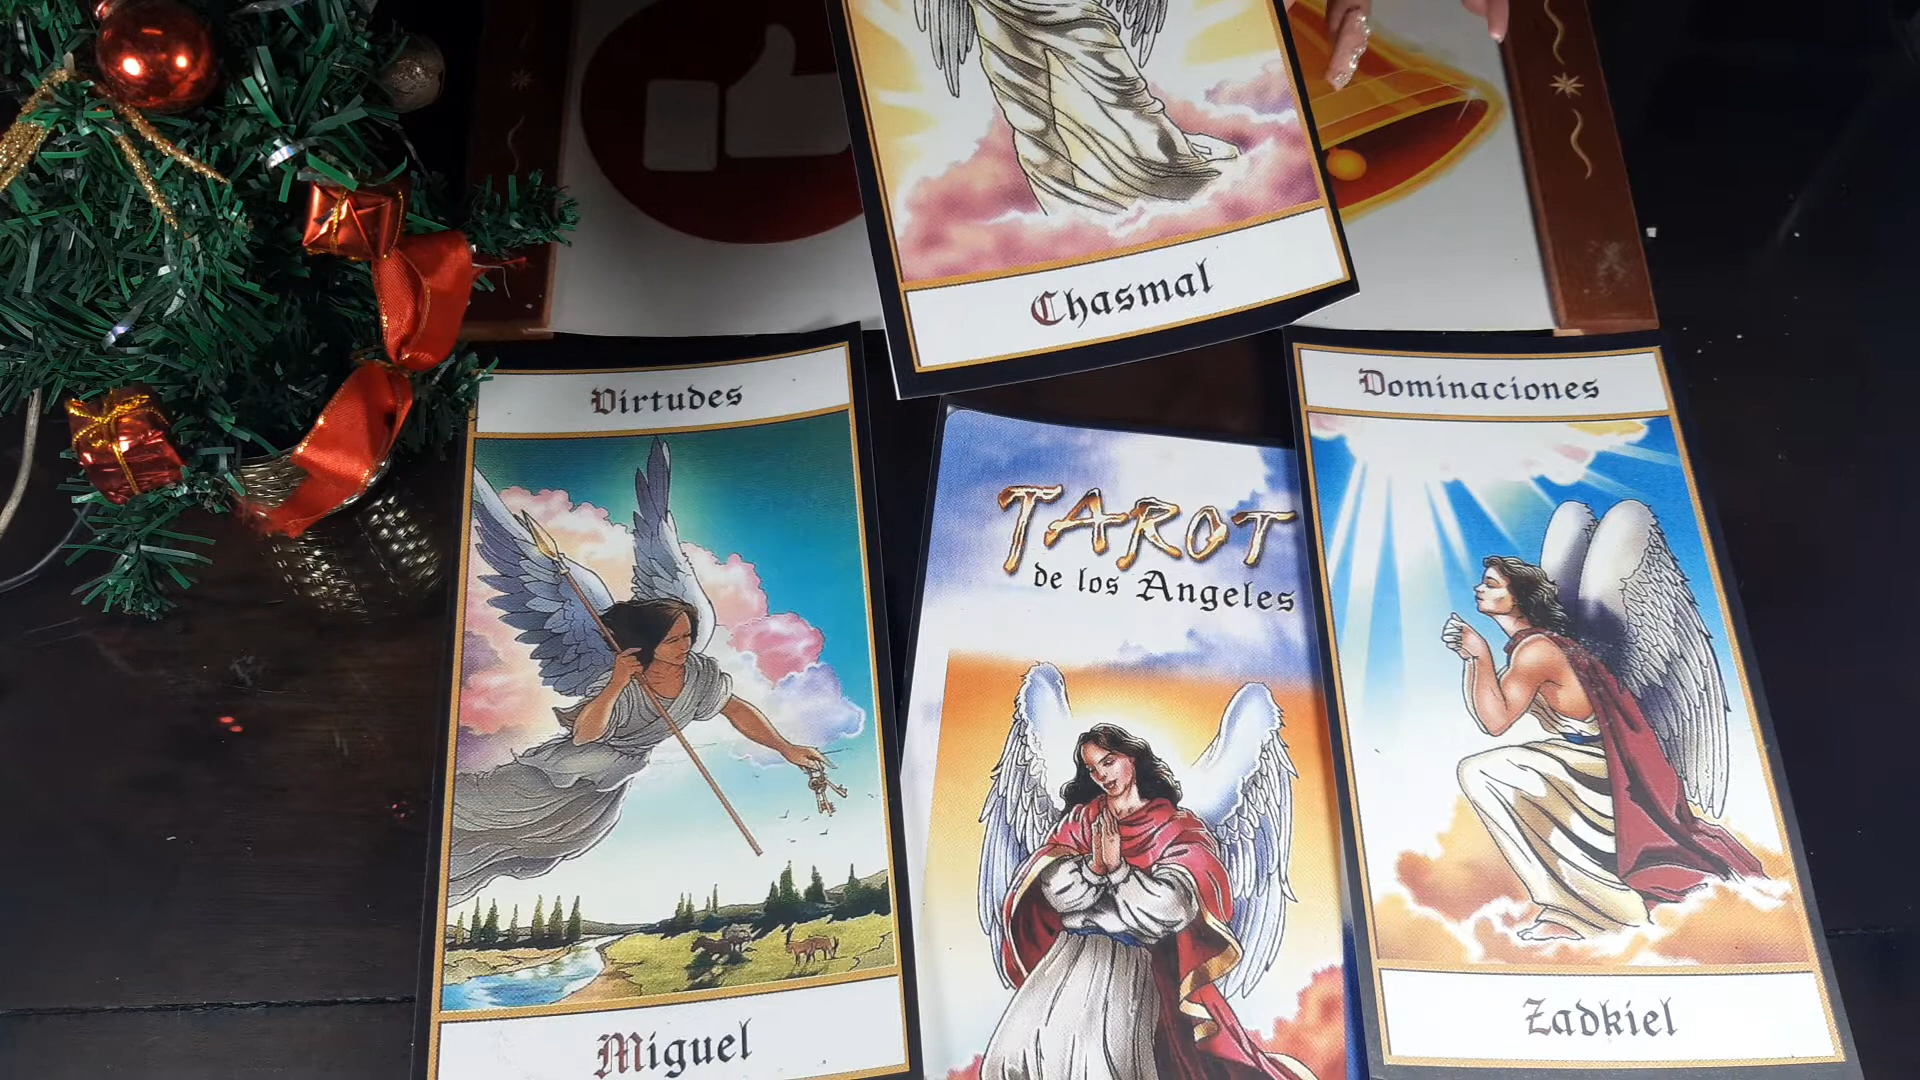 Chasmal
Virtudes
Miguel
TAROT
de los Angeles
Dominaciones
Zadkiel